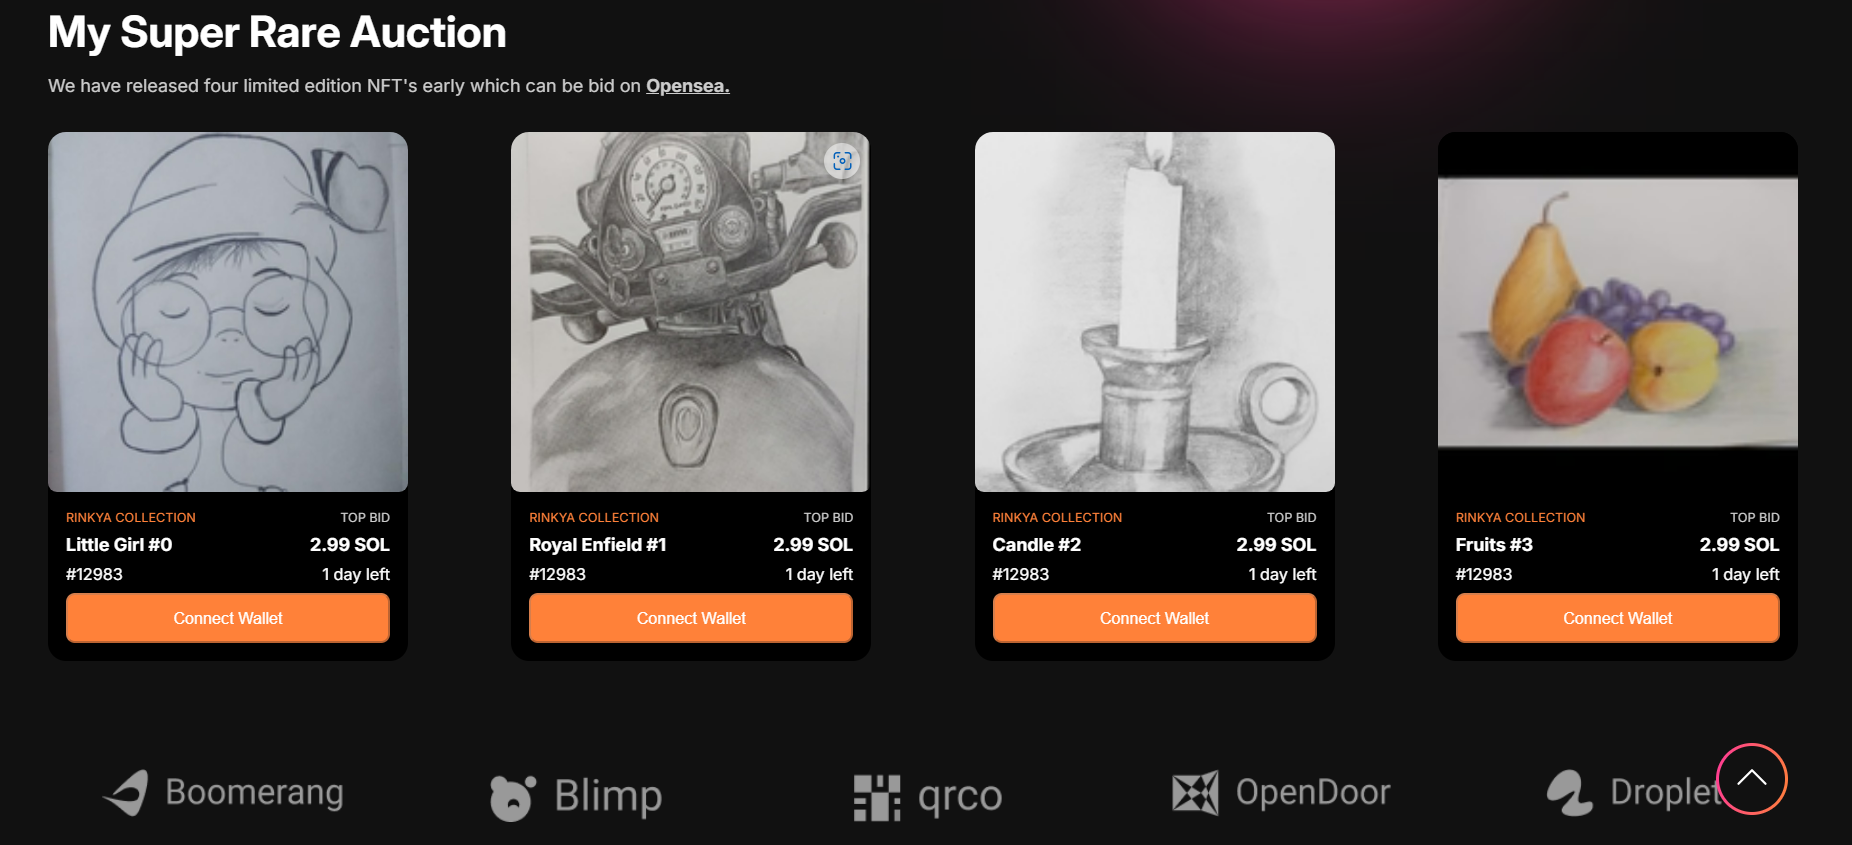 My Super Rare Auction
We have released four limited edition NFT's early which can be bid on Opensea.
RINKYA COLLECTION TOP BID
Little Girl #0 2.99 SOL
#12983 1 day left
Connect Wallet
RINKYA COLLECTION TOP BID
Royal Enfield #1 2.99 SOL
#12983 1 day left
Connect Wallet
RINKYA COLLECTION TOP BID
Candle #2 2.99 SOL
#12983 1 day left
Connect Wallet
RINKYA COLLECTION TOP BID
Fruits #3 2.99 SOL
#12983 1 day left
Connect Wallet
Boomerang
Blimp
qrco
OpenDoor
Droplet